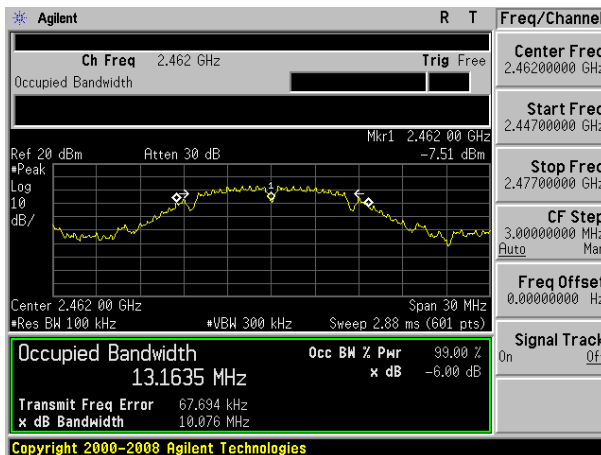 Agilent R T
Freq/Channel
Ch Freq 2.462 GHz Trig Free
Occupied Bandwidth
Center Freq
2.46200000 GHz
Start Freq
2.44700000 GHz
Stop Freq
2.47700000 GHz
CF Step
3.00000000 MHz
Auto Man
Freq Offset
0.00000000 Hz
Signal Track
On Off
Mkr1 2.462 00 GHz
Ref 20 dBm Atten 30 dB -7.51 dBm
#Peak
Log
10
dB/
1
Center 2.462 00 GHz Span 30 MHz
#Res BW 100 kHz #VBW 300 kHz Sweep 2.88 ms (601 pts)
Occupied Bandwidth Occ BW % Pwr 99.00 %
13.1635 MHz x dB -6.00 dB
Transmit Freq Error 67.694 kHz
x dB Bandwidth 10.076 MHz
Copyright 2000-2008 Agilent Technologies